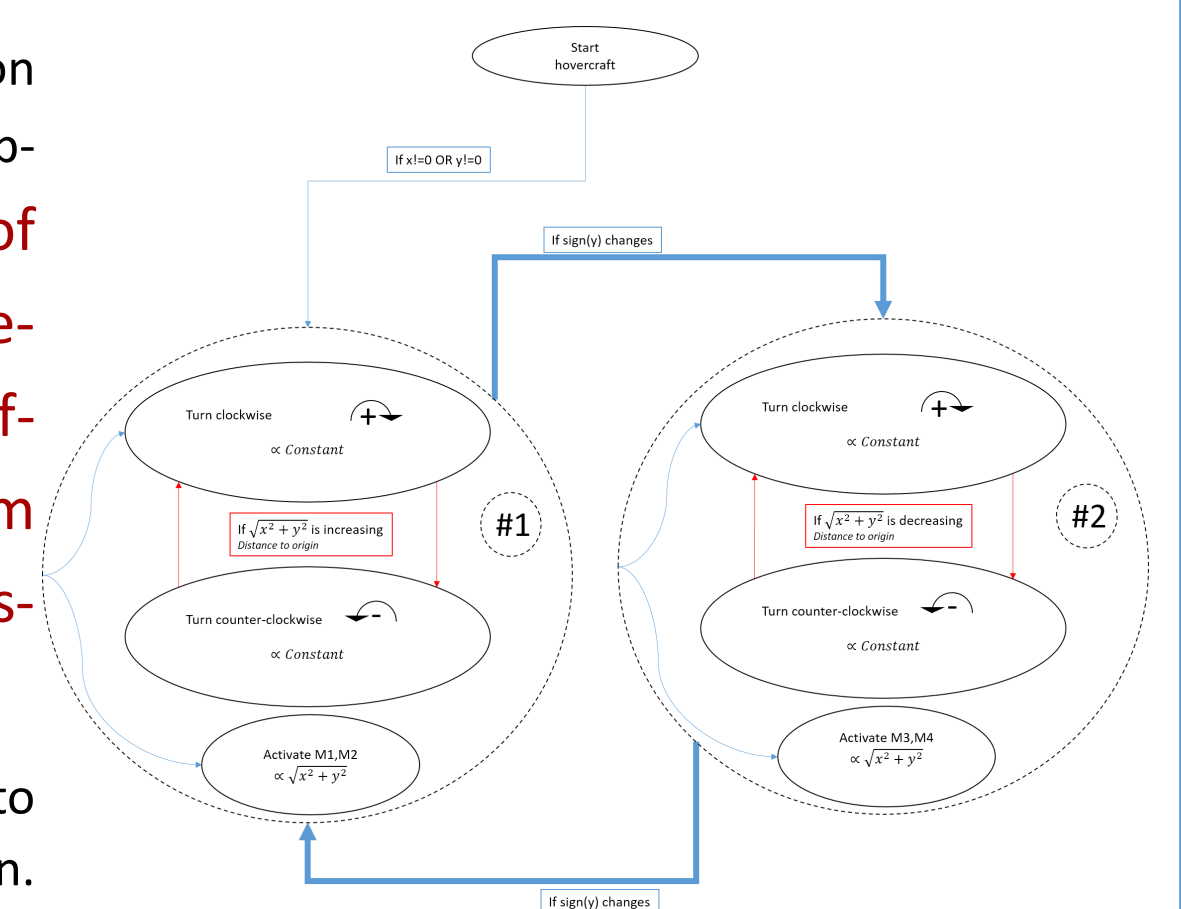 on
p-
of
e-
f-
m
s-
to
n.
Start
hovercraft
If x!=0 OR y!=0
If sign(y) changes
Turn clockwise
+
∝ Constant
If √(x² + y²) is increasing
Distance to origin
#1
Turn counter-clockwise
-
∝ Constant
Activate M1,M2
∝ √(x² + y²)
Turn clockwise
+
∝ Constant
If √(x² + y²) is decreasing
Distance to origin
#2
Turn counter-clockwise
-
∝ Constant
Activate M3,M4
∝ √(x² + y²)
If sign(y) changes